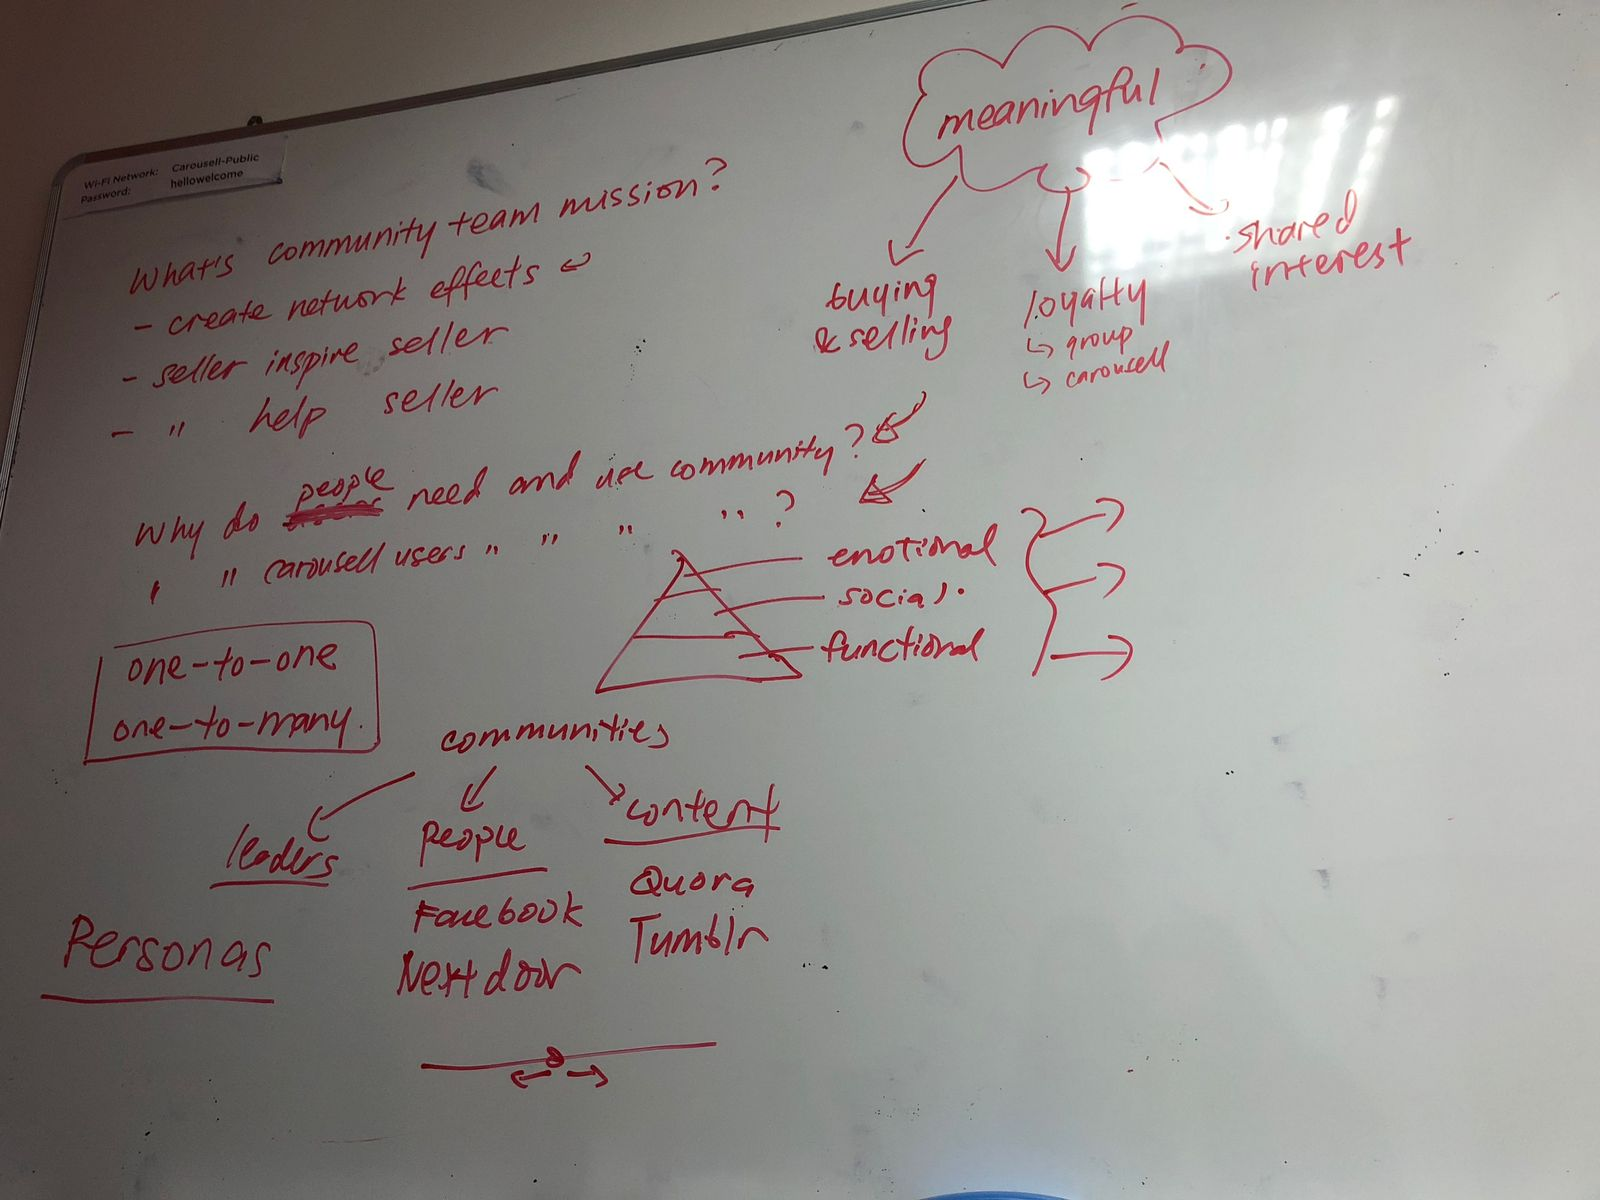 Wi-Fi Network: Carousell-Public
Password: hellowelcome
meaningful
buying
& selling
loyalty
↳ group
↳ carousell
shared
interest
What's community team mission?
- create network effects
- seller inspire seller
- " help seller
Why do people need and use community?
" " carousell users " " " " ?
emotional
social
functional
one-to-one
one-to-many
communities
leaders
people
Facebook
Nextdoor
content
Quora
Tumblr
Personas